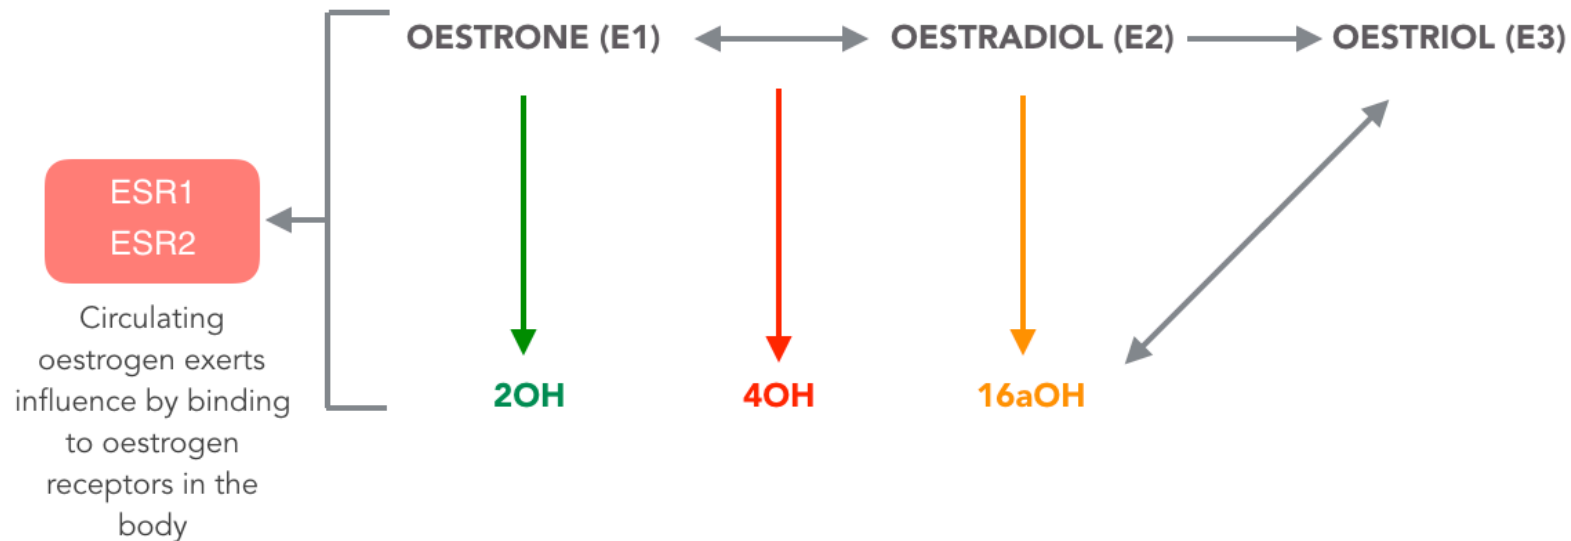 OESTRONE (E1)
OESTRADIOL (E2)
OESTRIOL (E3)
ESR1
ESR2
Circulating
oestrogen exerts
influence by binding
to oestrogen
receptors in the
body
2OH
4OH
16aOH